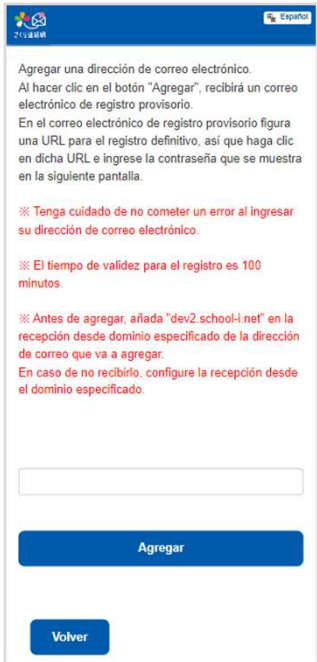 Español
さくら連絡網
Agregar una dirección de correo electrónico.
Al hacer clic en el botón "Agregar", recibirá un correo
electrónico de registro provisorio.
En el correo electrónico de registro provisorio figura
una URL para el registro definitivo, así que haga clic
en dicha URL e ingrese la contraseña que se muestra
en la siguiente pantalla.
※ Tenga cuidado de no cometer un error al ingresar
su dirección de correo electrónico.
※ El tiempo de validez para el registro es 100
minutos.
※ Antes de agregar, añada "dev2.school-i.net" en la
recepción desde dominio especificado de la dirección
de correo que va a agregar.
En caso de no recibirlo, configure la recepción desde
el dominio especificado.
Agregar
Volver